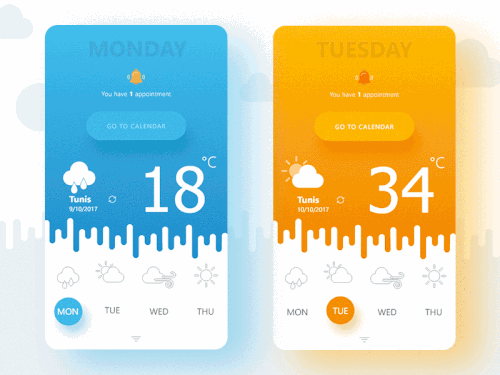 MONDAY
You have 1 appointment
GO TO CALENDAR
Tunis
9/10/2017
18°C
MON
TUE
WED
THU
TUESDAY
You have 1 appointment
GO TO CALENDAR
Tunis
10/10/2017
34°C
MON
TUE
WED
THU